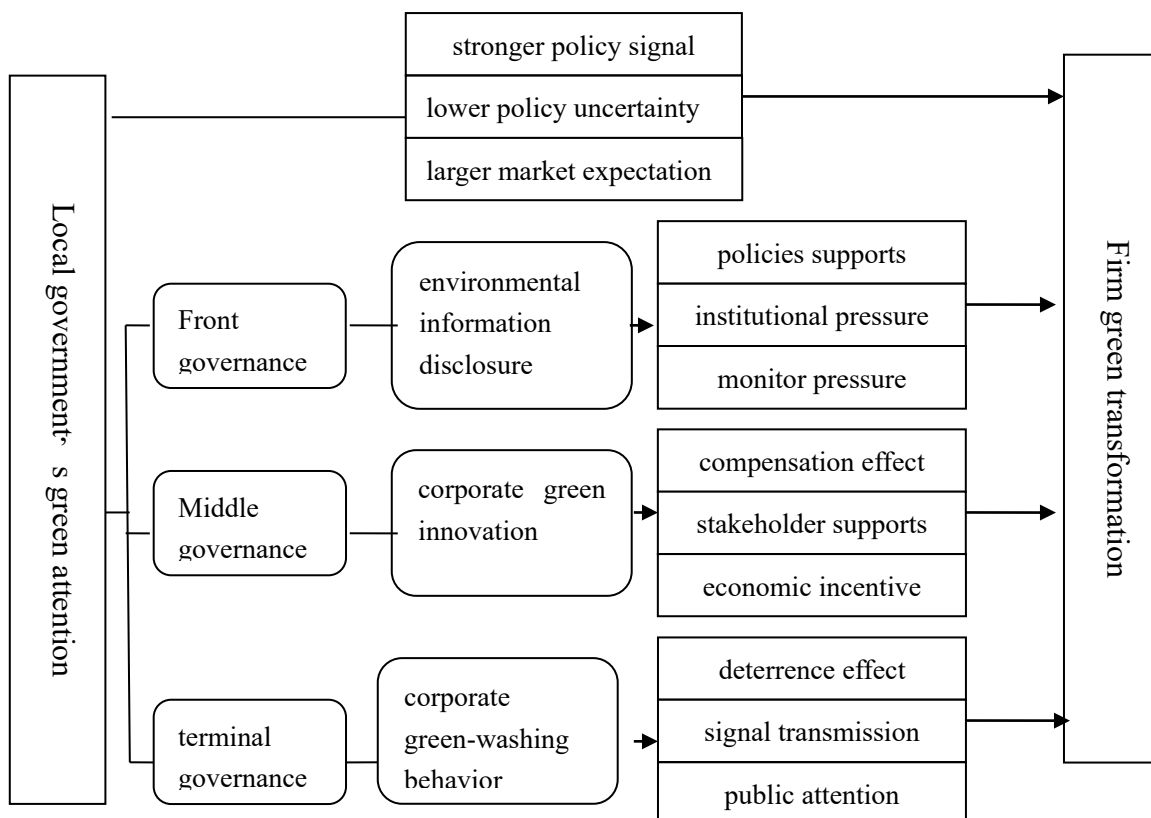 Local government' s green attention
stronger policy signal
lower policy uncertainty
larger market expectation
Front
governance
environmental
information
disclosure
policies supports
institutional pressure
monitor pressure
Middle
governance
corporate green
innovation
compensation effect
stakeholder supports
economic incentive
terminal
governance
corporate
green-washing
behavior
deterrence effect
signal transmission
public attention
Firm green transformation